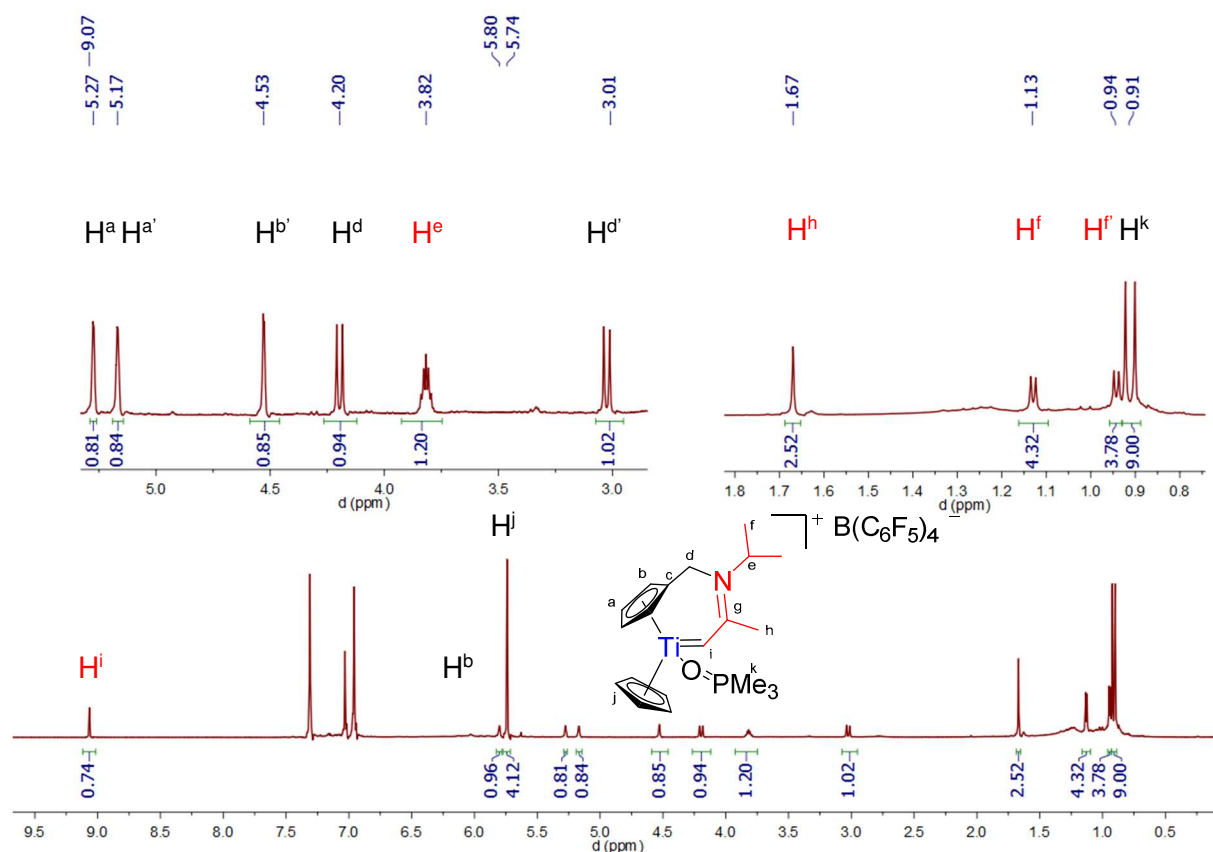 9.07
5.27
5.17
4.53
4.20
3.82
5.80
5.74
3.01
1.67
1.13
0.94
0.91
Hᵃ Hᵃ' Hᵇ' Hᵈ Hᵉ Hᵈ' Hʰ Hᶠ Hᶠ' Hᵏ
0.81 0.84 0.85 0.94 1.20 1.02
5.0 4.5 4.0 3.5 3.0
d (ppm)
2.52 4.32 3.78 9.00
1.8 1.7 1.6 1.5 1.4 1.3 1.2 1.1 1.0 0.9 0.8
d (ppm)
Hʲ
Hⁱ
Hᵇ
+ B(C₆F₅)₄ −
f
d
e
b
c
N
a
g
h
Ti
i
O=PMe₃
k
j
0.74 0.96 4.12 0.81 0.84 0.85 0.94 1.20 1.02 2.52 4.32 3.78 9.00
9.5 9.0 8.5 8.0 7.5 7.0 6.5 6.0 5.5 5.0 4.5 4.0 3.5 3.0 2.5 2.0 1.5 1.0 0.5
d (ppm)